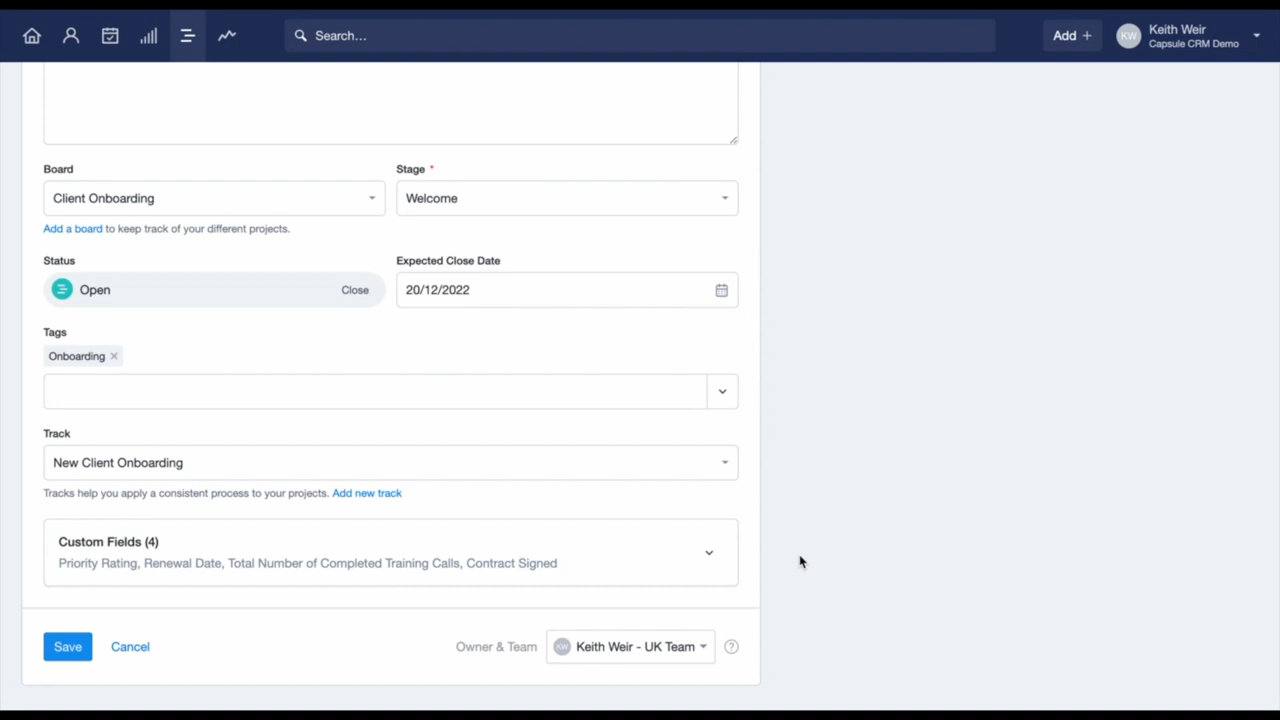 Search...
Add +
KW
Keith Weir
Capsule CRM Demo
Board
Stage *
Client Onboarding
Welcome
Add a board to keep track of your different projects.
Status
Expected Close Date
Open
Close
20/12/2022
Tags
Onboarding ×
Track
New Client Onboarding
Tracks help you apply a consistent process to your projects. Add new track
Custom Fields (4)
Priority Rating, Renewal Date, Total Number of Completed Training Calls, Contract Signed
Save
Cancel
Owner & Team
KW
Keith Weir - UK Team
?